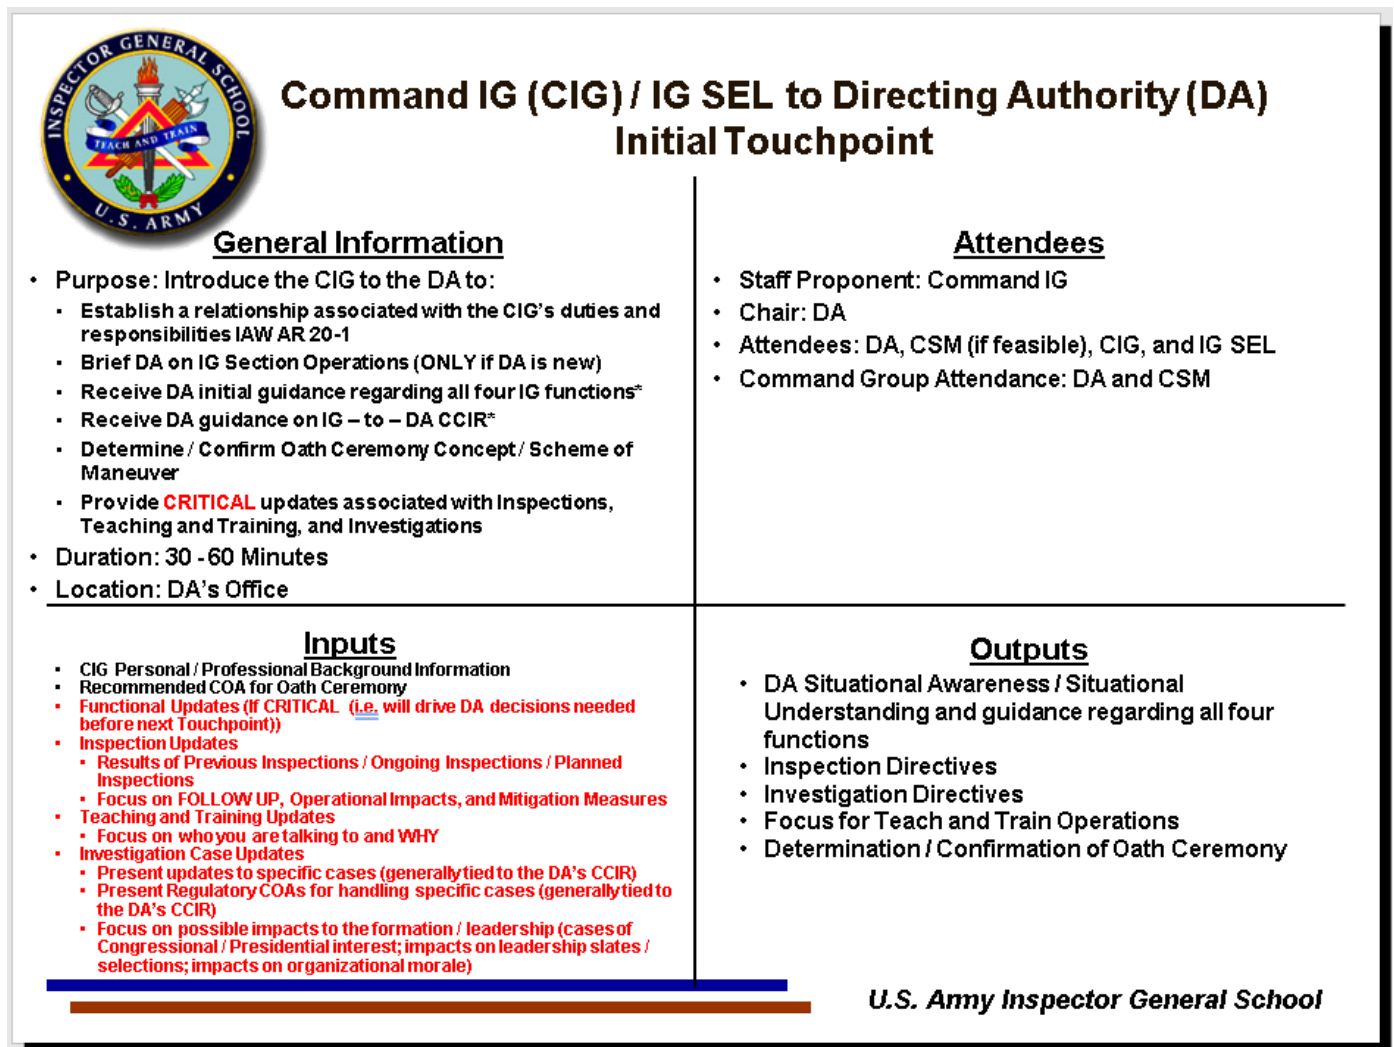 INSPECTOR GENERAL SCHOOL
TEACH AND TRAIN
U.S. ARMY
Command IG (CIG) / IG SEL to Directing Authority (DA)
Initial Touchpoint
General Information
• Purpose: Introduce the CIG to the DA to:
▪ Establish a relationship associated with the CIG's duties and
responsibilities IAW AR 20-1
▪ Brief DA on IG Section Operations (ONLY if DA is new)
▪ Receive DA initial guidance regarding all four IG functions*
▪ Receive DA guidance on IG – to – DA CCIR*
▪ Determine / Confirm Oath Ceremony Concept / Scheme of
Maneuver
▪ Provide CRITICAL updates associated with Inspections,
Teaching and Training, and Investigations
• Duration: 30 - 60 Minutes
• Location: DA's Office
Attendees
• Staff Proponent: Command IG
• Chair: DA
• Attendees: DA, CSM (if feasible), CIG, and IG SEL
• Command Group Attendance: DA and CSM
Inputs
▪ CIG Personal / Professional Background Information
▪ Recommended COA for Oath Ceremony
▪ Functional Updates (If CRITICAL (i.e. will drive DA decisions needed
before next Touchpoint))
▪ Inspection Updates
▪ Results of Previous Inspections / Ongoing Inspections / Planned
Inspections
▪ Focus on FOLLOW UP, Operational Impacts, and Mitigation Measures
▪ Teaching and Training Updates
▪ Focus on who you are talking to and WHY
▪ Investigation Case Updates
▪ Present updates to specific cases (generally tied to the DA's CCIR)
▪ Present Regulatory COAs for handling specific cases (generally tied to
the DA's CCIR)
▪ Focus on possible impacts to the formation / leadership (cases of
Congressional / Presidential interest; impacts on leadership slates /
selections; impacts on organizational morale)
Outputs
• DA Situational Awareness / Situational
Understanding and guidance regarding all four
functions
• Inspection Directives
• Investigation Directives
• Focus for Teach and Train Operations
• Determination / Confirmation of Oath Ceremony
U.S. Army Inspector General School